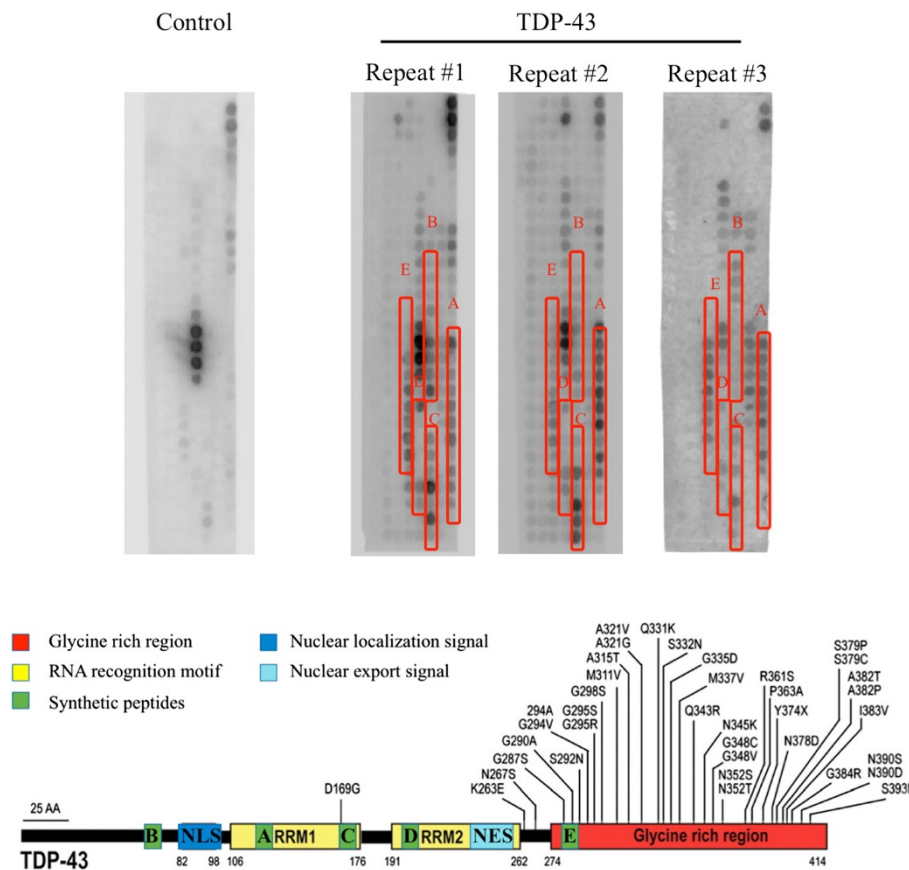 Control
TDP-43
Repeat #1
Repeat #2
Repeat #3
B
E
A
D
C
B
E
A
D
C
B
E
A
D
C
Glycine rich region
RNA recognition motif
Synthetic peptides
Nuclear localization signal
Nuclear export signal
25 AA
TDP-43
B
NLS
82
98
106
A
RRM1
C
176
D169G
191
D
RRM2
NES
262
274
E
Glycine rich region
414
K263E
N267S
G287S
G290A
S292N
294A
G294V
G295R
G295S
G298S
M311V
A315T
A321G
A321V
Q331K
S332N
G335D
M337V
Q343R
N345K
G348C
G348V
N352S
N352T
R361S
P363A
Y374X
N378D
S379P
S379C
A382T
A382P
I383V
G384R
N390S
N390D